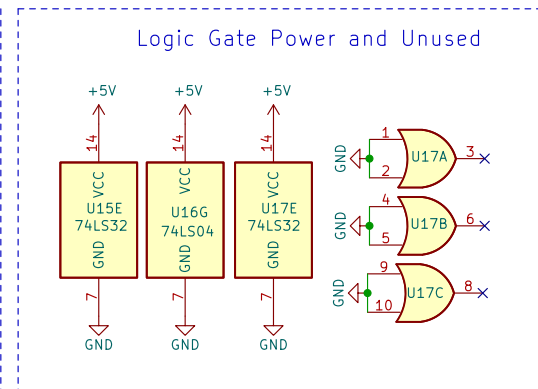 Logic Gate Power and Unused
+5V +5V +5V
14 14 14
VCC VCC VCC
U15E U16G U17E
74LS32 74LS04 74LS32
GND GND GND
7 7 7
GND GND GND
GND 1 2 U17A 3
GND 4 5 U17B 6
GND 9 10 U17C 8